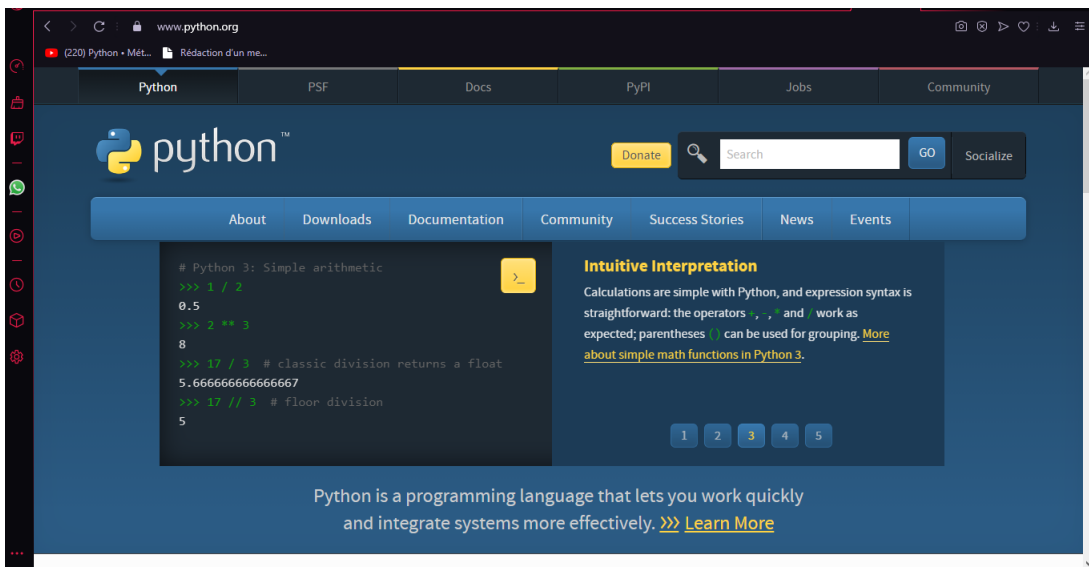 www.python.org
(220) Python • Mét... Rédaction d'un me...
Python PSF Docs PyPI Jobs Community
python™
Donate Search GO Socialize
About Downloads Documentation Community Success Stories News Events
# Python 3: Simple arithmetic
>>> 1 / 2
0.5
>>> 2 ** 3
8
>>> 17 / 3 # classic division returns a float
5.666666666666667
>>> 17 // 3 # floor division
5
>_
Intuitive Interpretation
Calculations are simple with Python, and expression syntax is
straightforward: the operators +, -, * and / work as
expected; parentheses () can be used for grouping. More
about simple math functions in Python 3.
1 2 3 4 5
Python is a programming language that lets you work quickly
and integrate systems more effectively. >>> Learn More